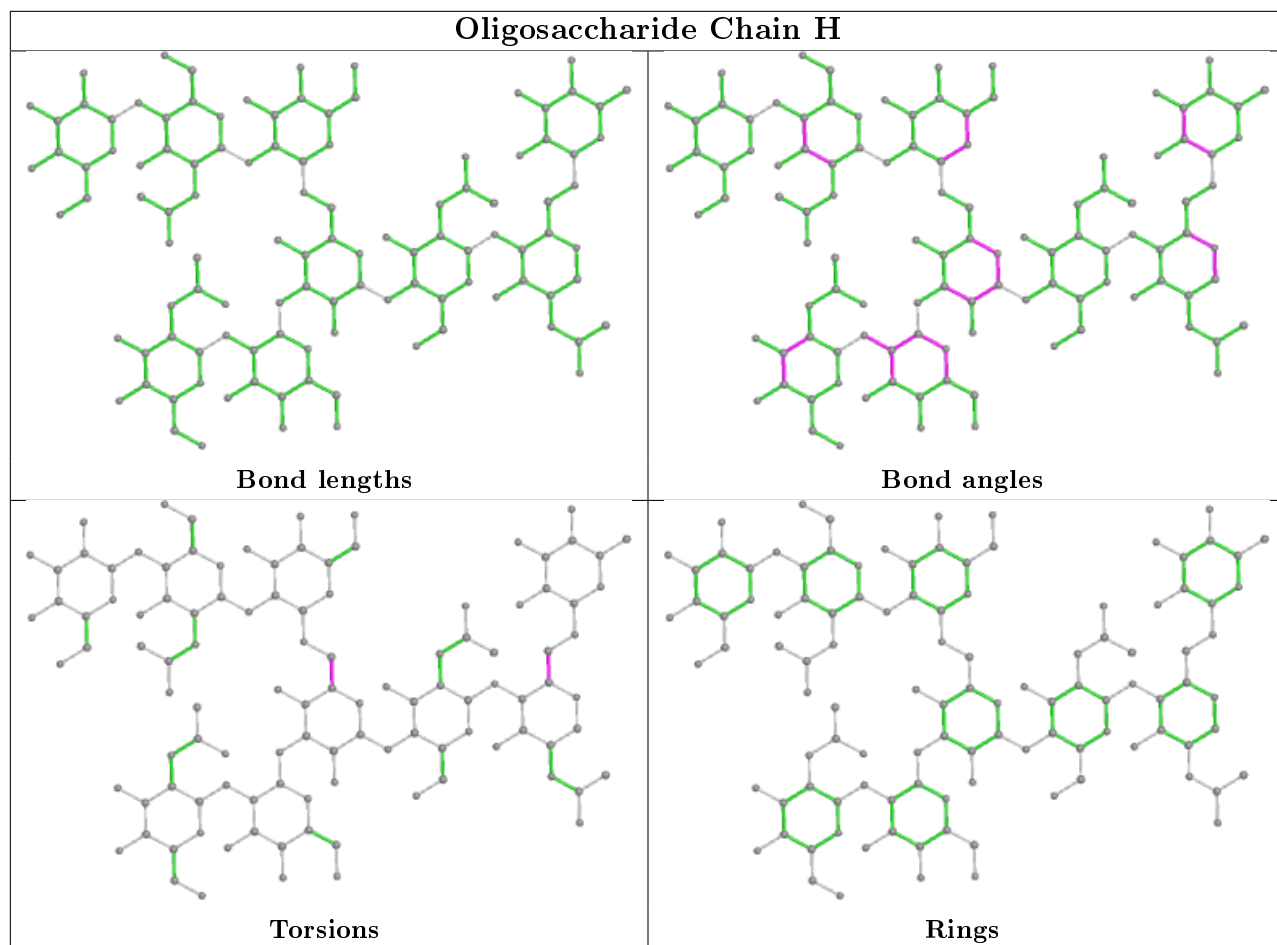 Oligosaccharide Chain H
Bond lengths
Bond angles
Torsions
Rings